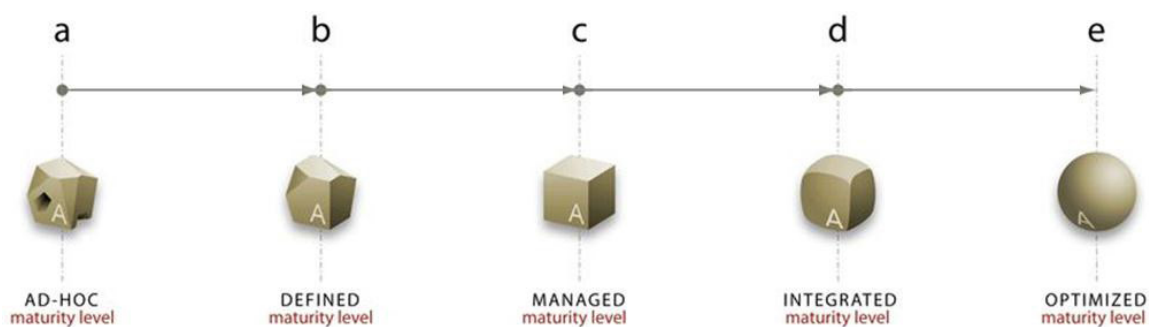 a b c d e
A A A A A
AD-HOC DEFINED MANAGED INTEGRATED OPTIMIZED
maturity level maturity level maturity level maturity level maturity level